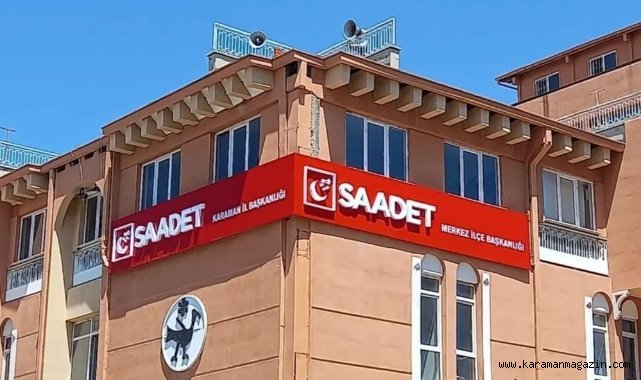 SAADET
KARAMAN İL BAŞKANLIĞI
SAADET
MERKEZ İLÇE BAŞKANLIĞI
www.karamanmagazin.com